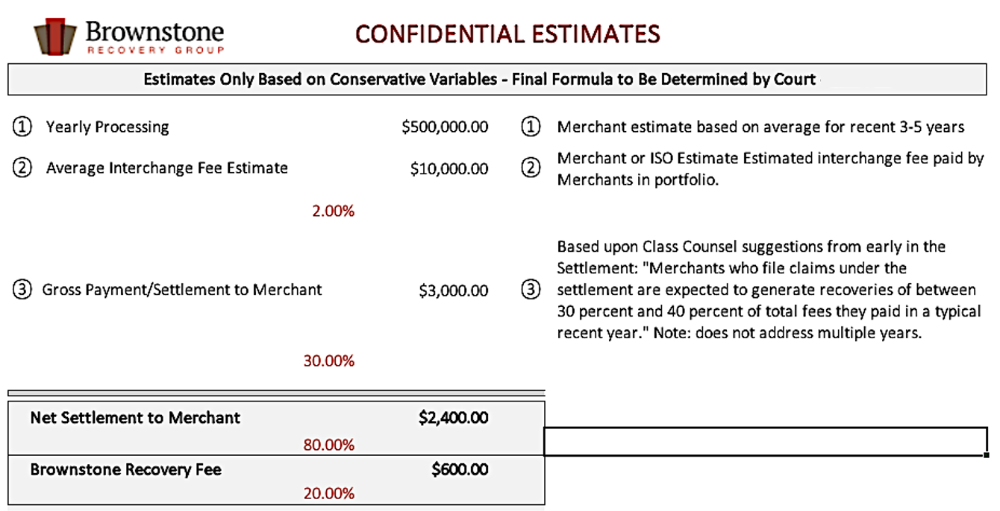 Brownstone
RECOVERY GROUP
CONFIDENTIAL ESTIMATES
Estimates Only Based on Conservative Variables - Final Formula to Be Determined by Court
① Yearly Processing $500,000.00 ① Merchant estimate based on average for recent 3-5 years
② Average Interchange Fee Estimate $10,000.00 ② Merchant or ISO Estimate Estimated interchange fee paid by
Merchants in portfolio.
2.00%
Based upon Class Counsel suggestions from early in the
Settlement: "Merchants who file claims under the
③ Gross Payment/Settlement to Merchant $3,000.00 ③ settlement are expected to generate recoveries of between
30 percent and 40 percent of total fees they paid in a typical
recent year." Note: does not address multiple years.
30.00%
Net Settlement to Merchant $2,400.00
80.00%
Brownstone Recovery Fee $600.00
20.00%